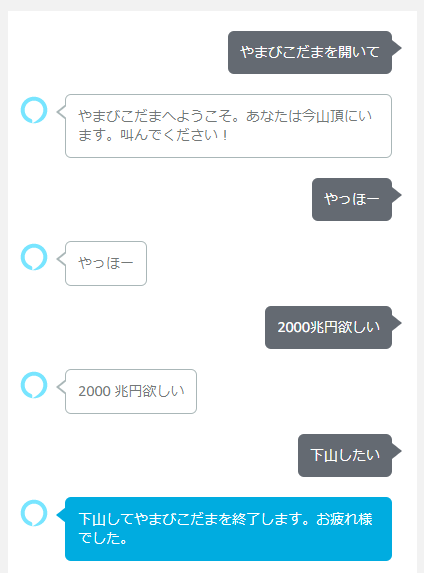 やまびこだまを開いて
やまびこだまへようこそ。あなたは今山頂にい
ます。叫んでください！
やっほー
やっほー
2000兆円欲しい
2000 兆円欲しい
下山したい
下山してやまびこだまを終了します。お疲れ様
でした。